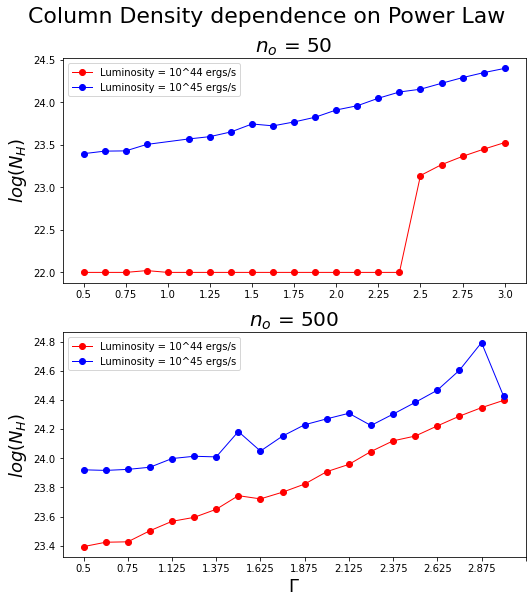 Column Density dependence on Power Law
n_o = 50
Luminosity = 10^44 ergs/s
Luminosity = 10^45 ergs/s
log(N_H)
24.5
24.0
23.5
23.0
22.5
22.0
0.5 0.75 1.0 1.25 1.5 1.75 2.0 2.25 2.5 2.75 3.0
n_o = 500
Luminosity = 10^44 ergs/s
Luminosity = 10^45 ergs/s
log(N_H)
24.8
24.6
24.4
24.2
24.0
23.8
23.6
23.4
0.5 0.75 1.125 1.375 1.625 1.875 2.125 2.375 2.625 2.875
Γ